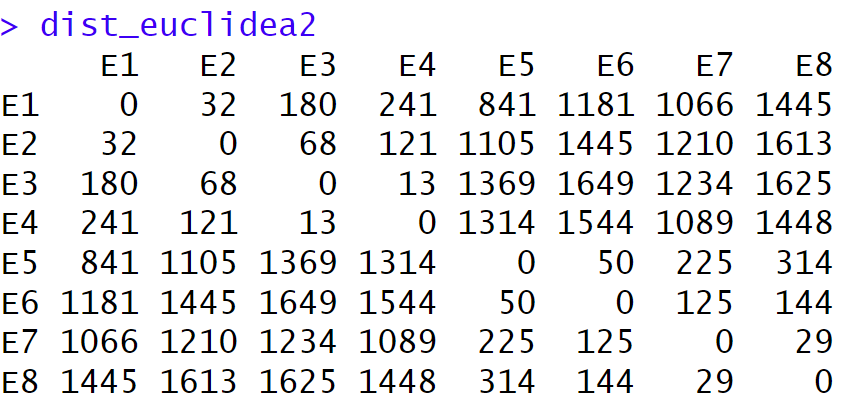 > dist_euclidea2
E1 E2 E3 E4 E5 E6 E7 E8
E1 0 32 180 241 841 1181 1066 1445
E2 32 0 68 121 1105 1445 1210 1613
E3 180 68 0 13 1369 1649 1234 1625
E4 241 121 13 0 1314 1544 1089 1448
E5 841 1105 1369 1314 0 50 225 314
E6 1181 1445 1649 1544 50 0 125 144
E7 1066 1210 1234 1089 225 125 0 29
E8 1445 1613 1625 1448 314 144 29 0